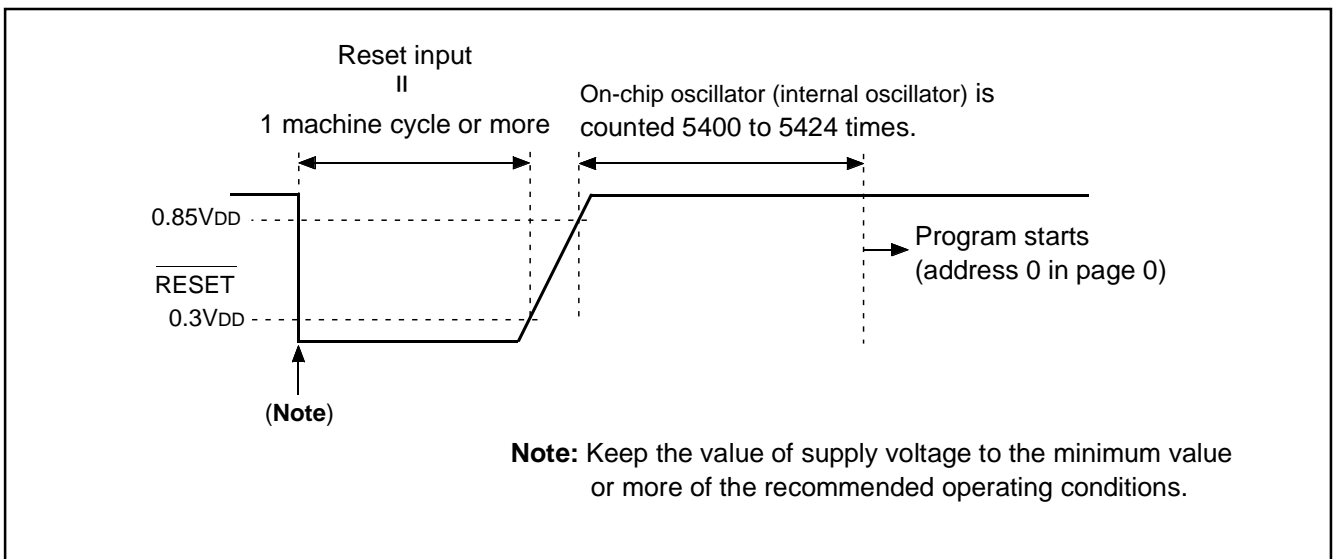 Reset input
=
1 machine cycle or more
On-chip oscillator (internal oscillator) is
counted 5400 to 5424 times.
0.85VDD
RESET
0.3VDD
Program starts
(address 0 in page 0)
(Note)
Note: Keep the value of supply voltage to the minimum value
or more of the recommended operating conditions.